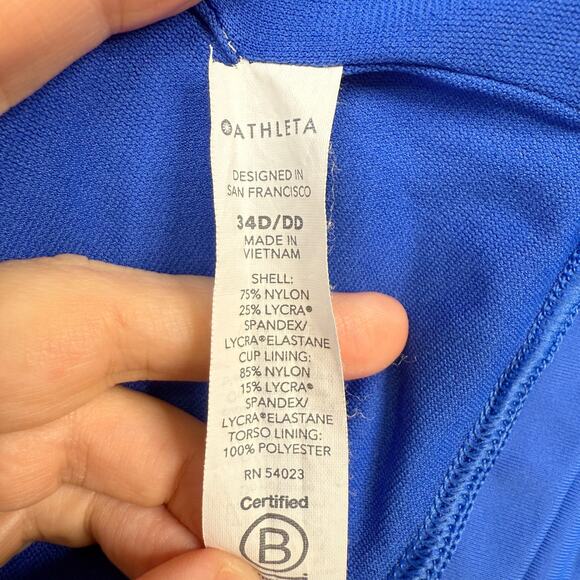 ATHLETA
DESIGNED IN
SAN FRANCISCO
34D/DD
MADE IN
VIETNAM
SHELL:
75% NYLON
25% LYCRA®
SPANDEX/
LYCRA®ELASTANE
CUP LINING:
85% NYLON
15% LYCRA®
SPANDEX/
LYCRA®ELASTANE
TORSO LINING:
100% POLYESTER
RN 54023
Certified
B